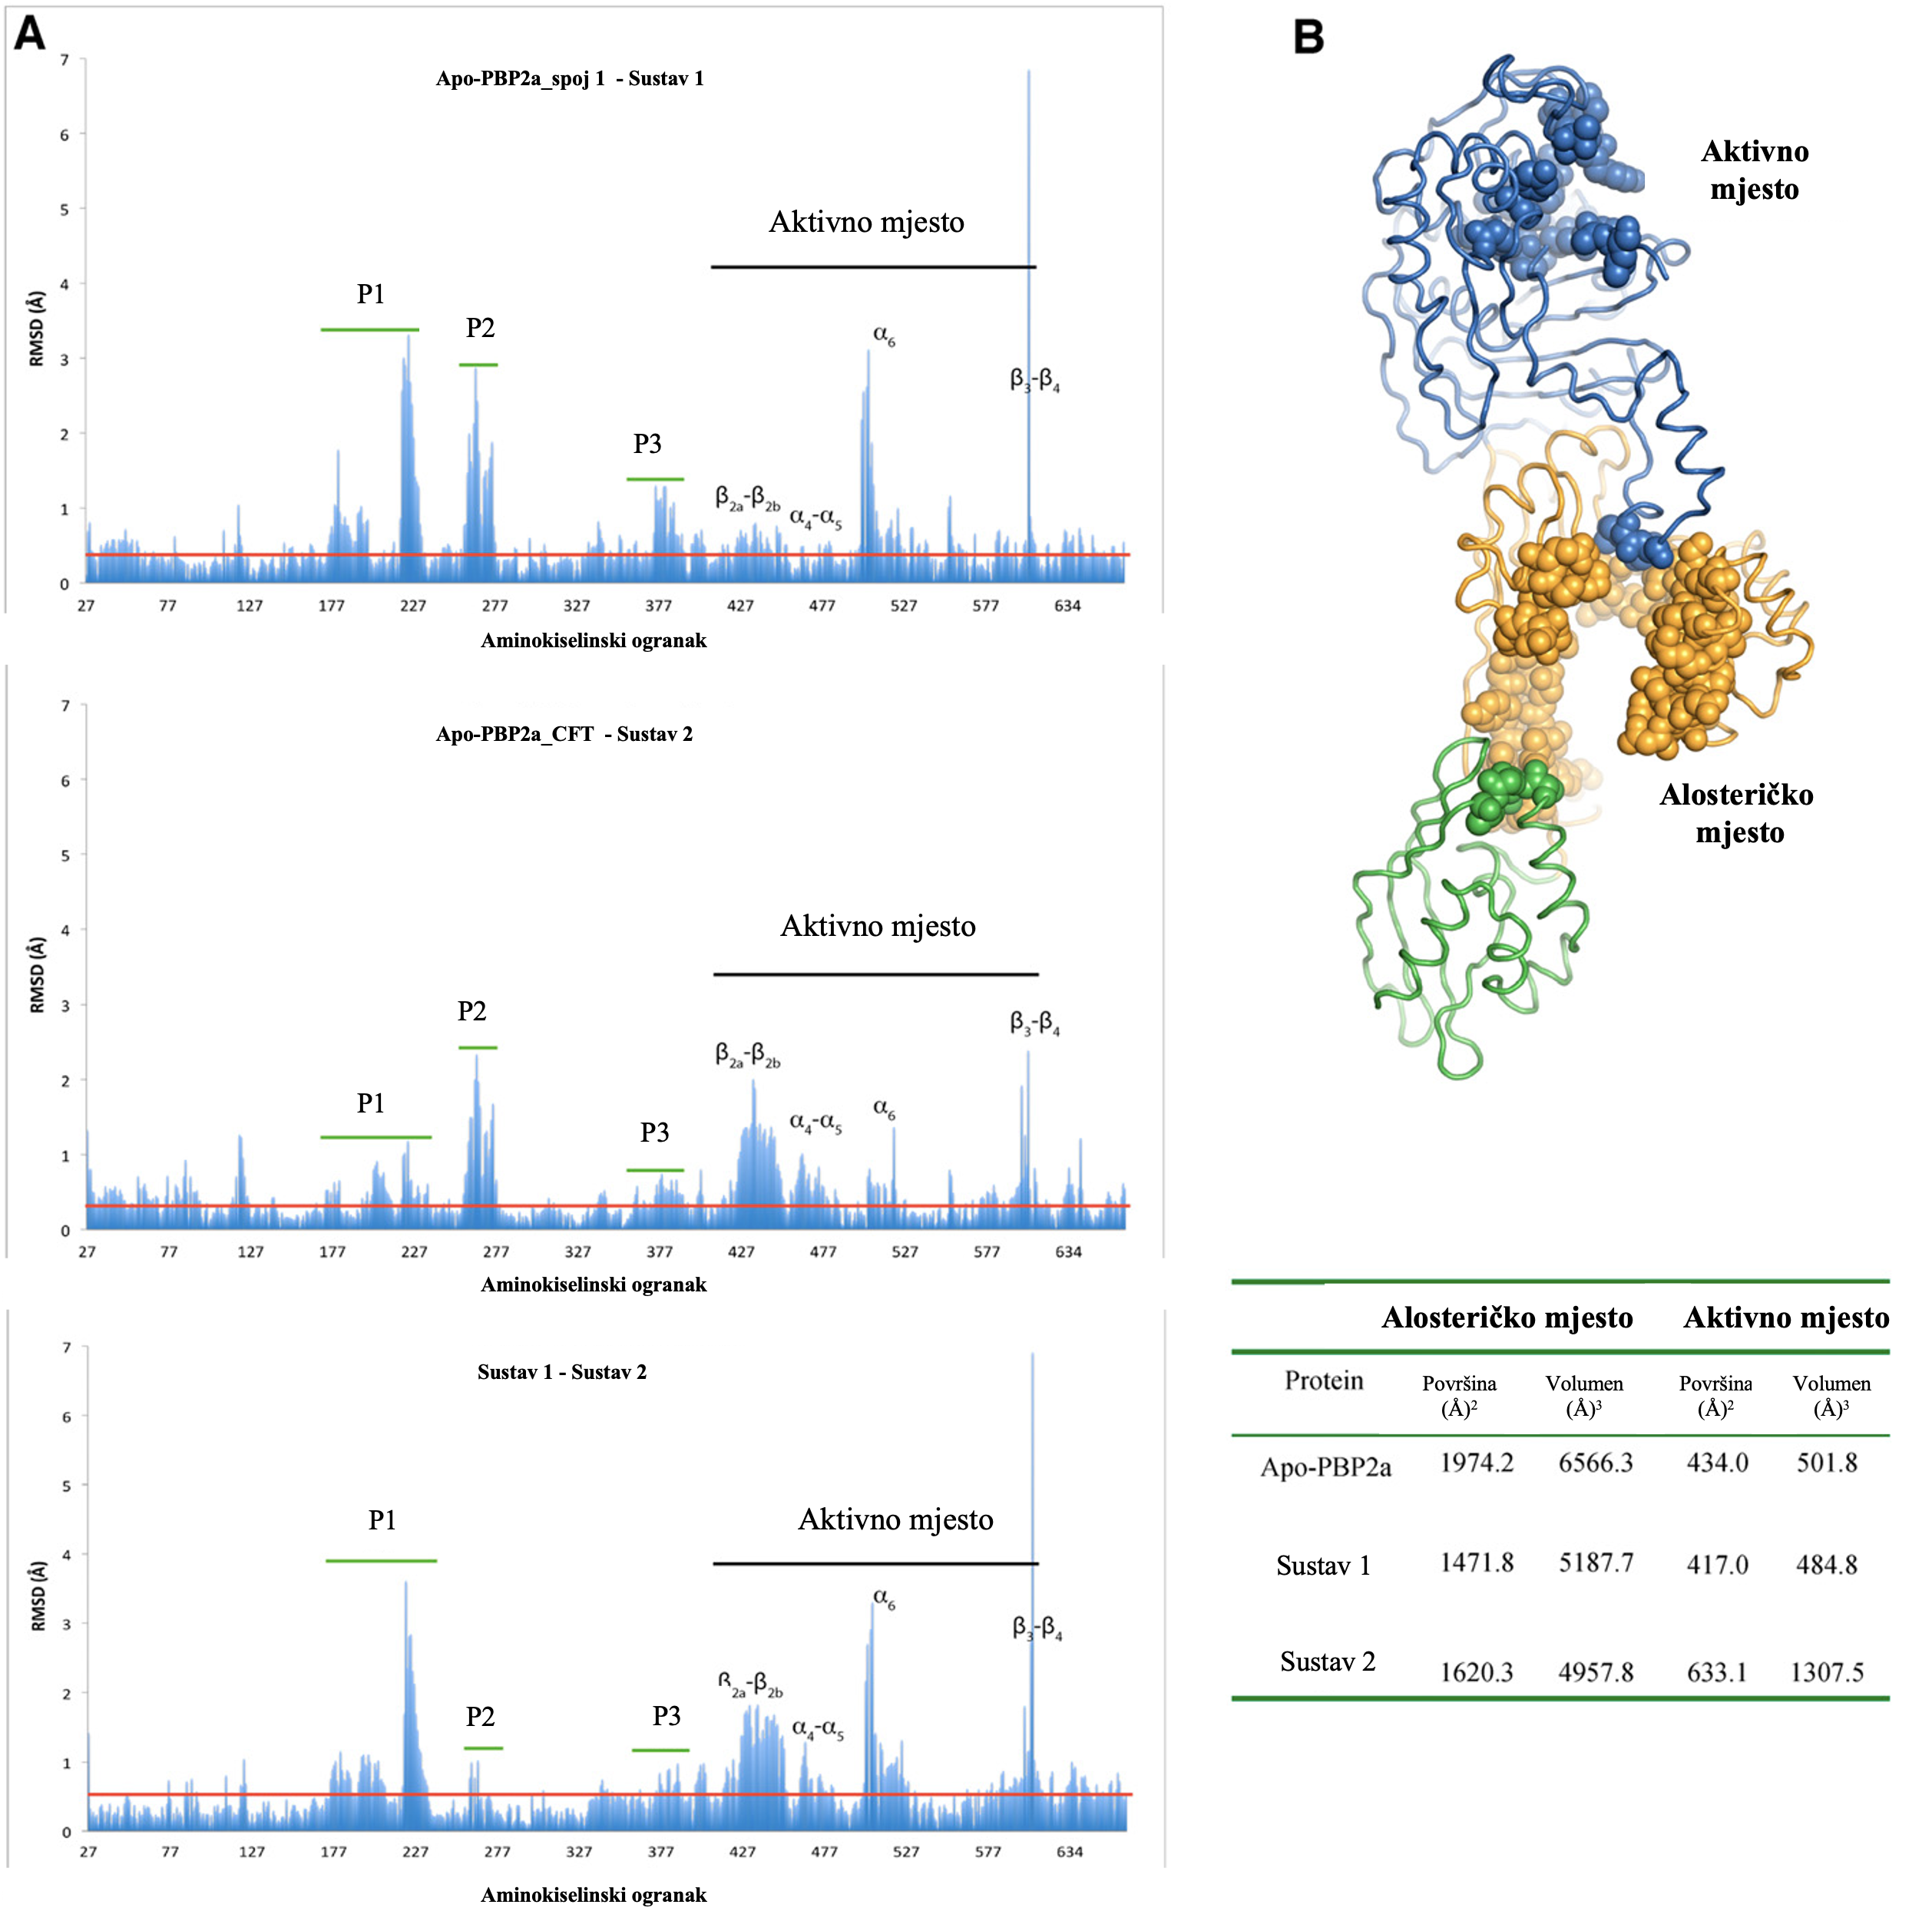 A
Apo-PBP2a_spoj 1 - Sustav 1
7
6
5
4
3
2
1
0
RMSD (Å)
P1
P2
P3
Aktivno mjesto
β2a-β2b
α4-α5
α6
β3-β4
27 77 127 177 227 277 327 377 427 477 527 577 634
Aminokiselinski ogranak
Apo-PBP2a_CFT - Sustav 2
7
6
5
4
3
2
1
0
RMSD (Å)
P1
P2
P3
Aktivno mjesto
β2a-β2b
α4-α5
α6
β3-β4
27 77 127 177 227 277 327 377 427 477 527 577 634
Aminokiselinski ogranak
Sustav 1 - Sustav 2
7
6
5
4
3
2
1
0
RMSD (Å)
P1
P2
P3
Aktivno mjesto
β2a-β2b
α4-α5
α6
β3-β4
27 77 127 177 227 277 327 377 427 477 527 577 634
Aminokiselinski ogranak
B
Aktivno
mjesto
Alosteričko
mjesto
Alosteričko mjesto Aktivno mjesto
Protein Površina Volumen Površina Volumen
(Å)² (Å)³ (Å)² (Å)³
Apo-PBP2a 1974.2 6566.3 434.0 501.8
Sustav 1 1471.8 5187.7 417.0 484.8
Sustav 2 1620.3 4957.8 633.1 1307.5